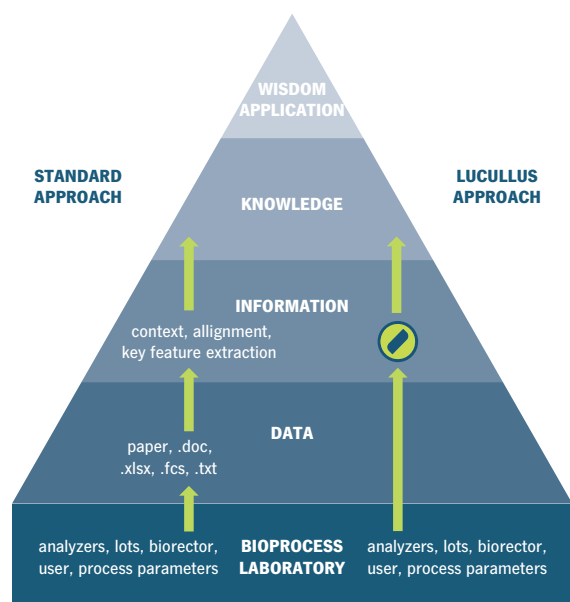 WISDOM
APPLICATION
STANDARD
APPROACH
LUCULLUS
APPROACH
KNOWLEDGE
INFORMATION
context, allignment,
key feature extraction
DATA
paper, .doc,
.xlsx, .fcs, .txt
analyzers, lots, biorector,
user, process parameters
BIOPROCESS
LABORATORY
analyzers, lots, biorector,
user, process parameters